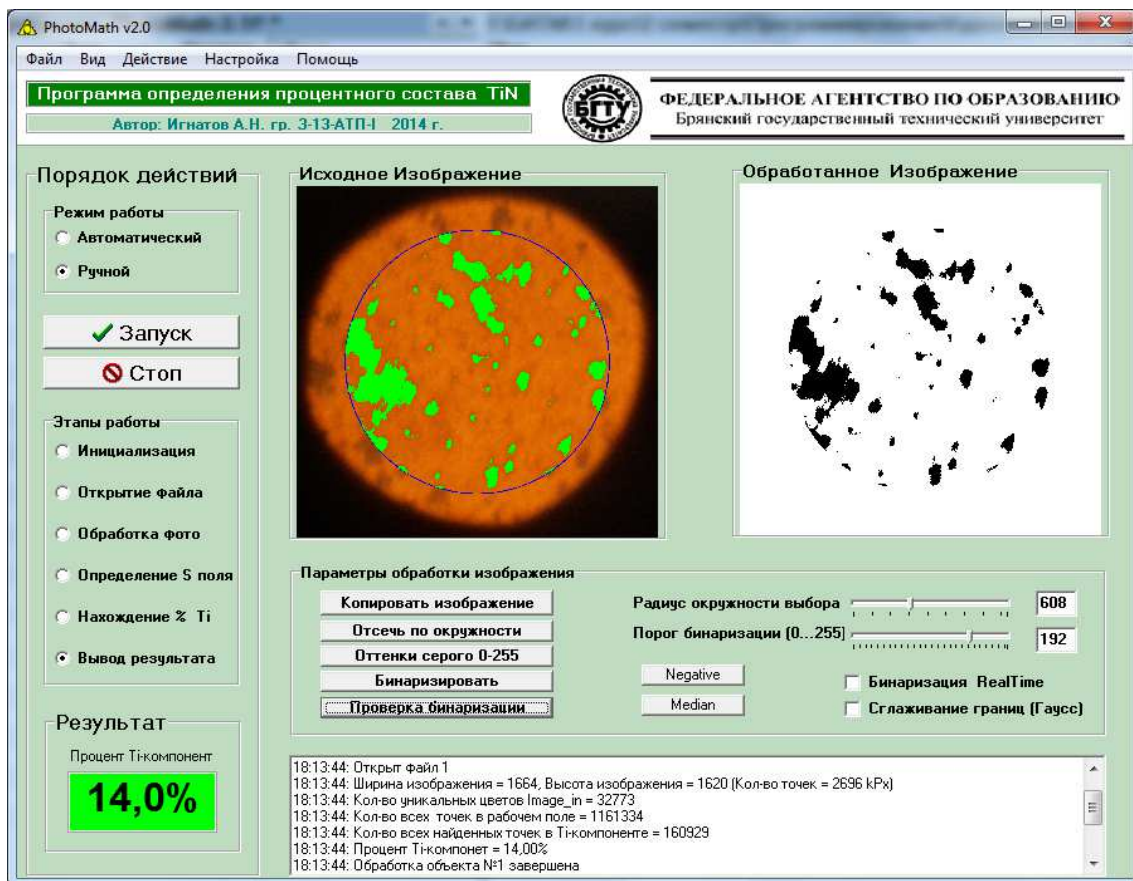 PhotoMath v2.0
Файл Вид Действие Настройка Помощь
Программа определения процентного состава TiN
Автор: Игнатов А.Н. гр. З-13-АТП-I 2014 г.
БГТУ
ФЕДЕРАЛЬНОЕ АГЕНТСТВО ПО ОБРАЗОВАНИЮ
Брянский государственный технический университет
Порядок действий
Режим работы
Автоматический
Ручной
Запуск
Стоп
Этапы работы
Инициализация
Открытие файла
Обработка фото
Определение S поля
Нахождение % Ti
Вывод результата
Результат
Процент Ti-компонент
14,0%
Исходное Изображение
Обработанное Изображение
Параметры обработки изображения
Копировать изображение
Отсечь по окружности
Оттенки серого 0-255
Бинаризировать
Проверка бинаризации
Радиус окружности выбора 608
Порог бинаризации (0...255) 192
Negative
Median
Бинаризация RealTime
Сглаживание границ (Гаусс)
18:13:44: Открыт файл 1
18:13:44: Ширина изображения = 1664, Высота изображения = 1620 (Кол-во точек = 2696 kPx)
18:13:44: Кол-во уникальных цветов Image_in = 32773
18:13:44: Кол-во всех точек в рабочем поле = 1161334
18:13:44: Кол-во всех найденных точек в Ti-компоненте = 160929
18:13:44: Процент Ti-компонет = 14,00%
18:13:44: Обработка объекта №1 завершена